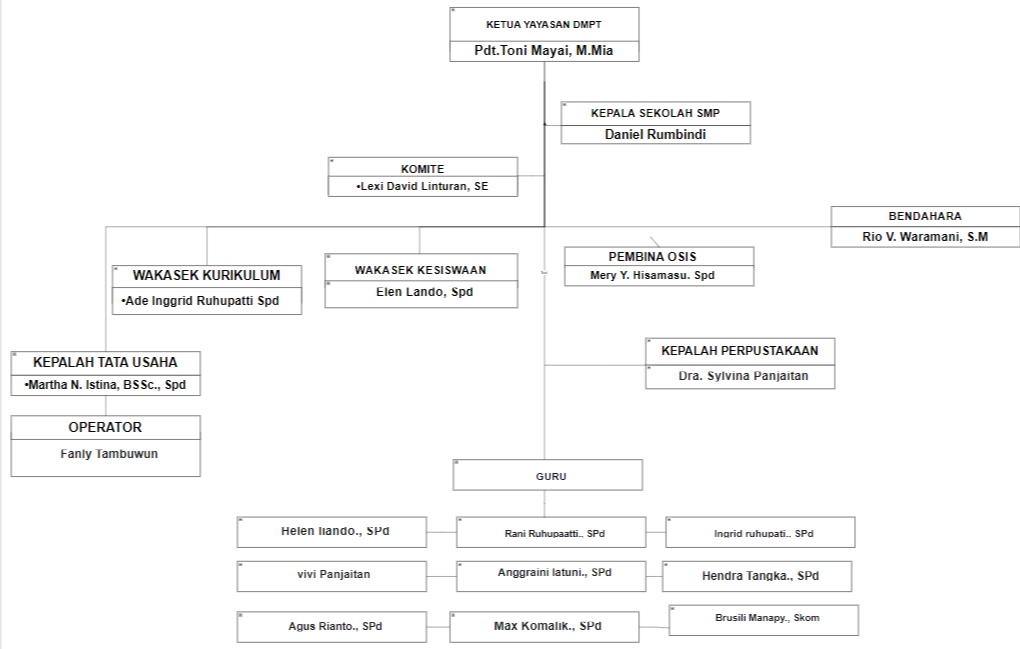 KETUA YAYASAN DMPT
Pdt.Toni Mayai, M.Mia
KEPALA SEKOLAH SMP
Daniel Rumbindi
KOMITE
•Lexi David Linturan, SE
BENDAHARA
Rio V. Waramani, S.M
PEMBINA OSIS
Mery Y. Hisamasu. Spd
WAKASEK KESISWAAN
Elen Lando, Spd
WAKASEK KURIKULUM
•Ade Inggrid Ruhupatti Spd
KEPALAH TATA USAHA
•Martha N. Istina, BSSc., Spd
KEPALAH PERPUSTAKAAN
Dra. Sylvina Panjaitan
OPERATOR
Fanly Tambuwun
GURU
Helen liando., SPd
Rani Ruhupaatti., SPd
Ingrid ruhupati.. SPd
vivi Panjaitan
Anggraini latuni., SPd
Hendra Tangka., SPd
Agus Rianto., SPd
Max Komalik., SPd
Brusili Manapy., Skom